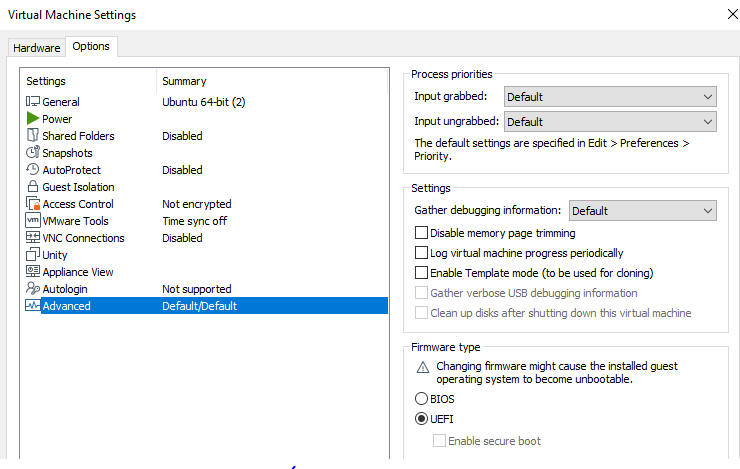 Virtual Machine Settings
Hardware Options
Settings Summary
General Ubuntu 64-bit (2)
Power
Shared Folders Disabled
Snapshots
AutoProtect Disabled
Guest Isolation
Access Control Not encrypted
vm VMware Tools Time sync off
VNC Connections Disabled
Unity
Appliance View
Autologin Not supported
Advanced Default/Default
Process priorities
Input grabbed: Default
Input ungrabbed: Default
The default settings are specified in Edit > Preferences >
Priority.
Settings
Gather debugging information: Default
Disable memory page trimming
Log virtual machine progress periodically
Enable Template mode (to be used for cloning)
Gather verbose USB debugging information
Clean up disks after shutting down this virtual machine
Firmware type
Changing firmware might cause the installed guest
operating system to become unbootable.
BIOS
UEFI
Enable secure boot